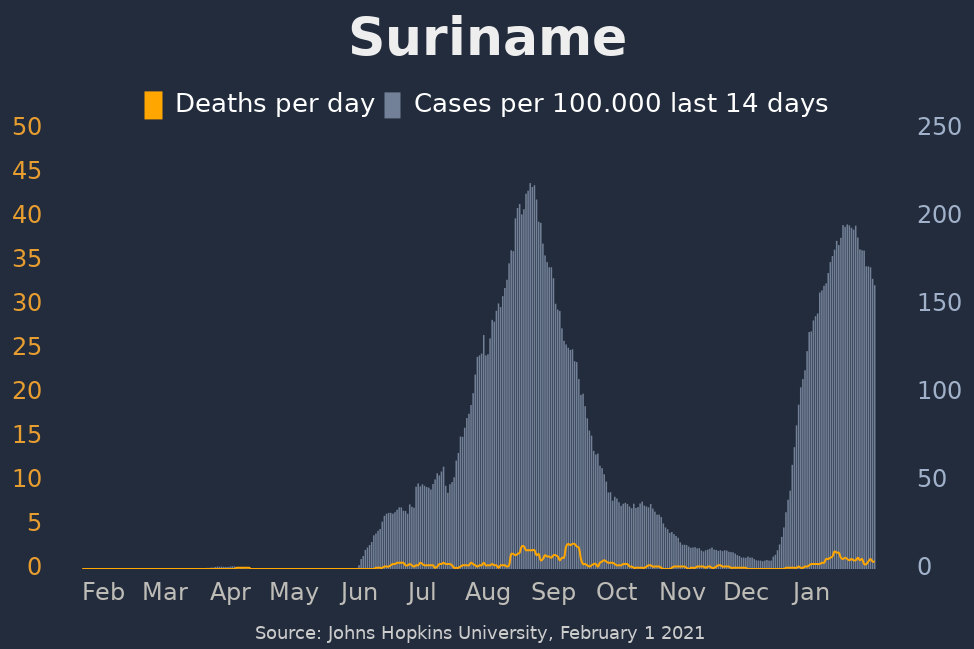 Suriname
Deaths per day Cases per 100.000 last 14 days
50 250
45
40 200
35
30 150
25
20 100
15
10 50
5
0 0
Feb Mar Apr May Jun Jul Aug Sep Oct Nov Dec Jan
Source: Johns Hopkins University, February 1 2021